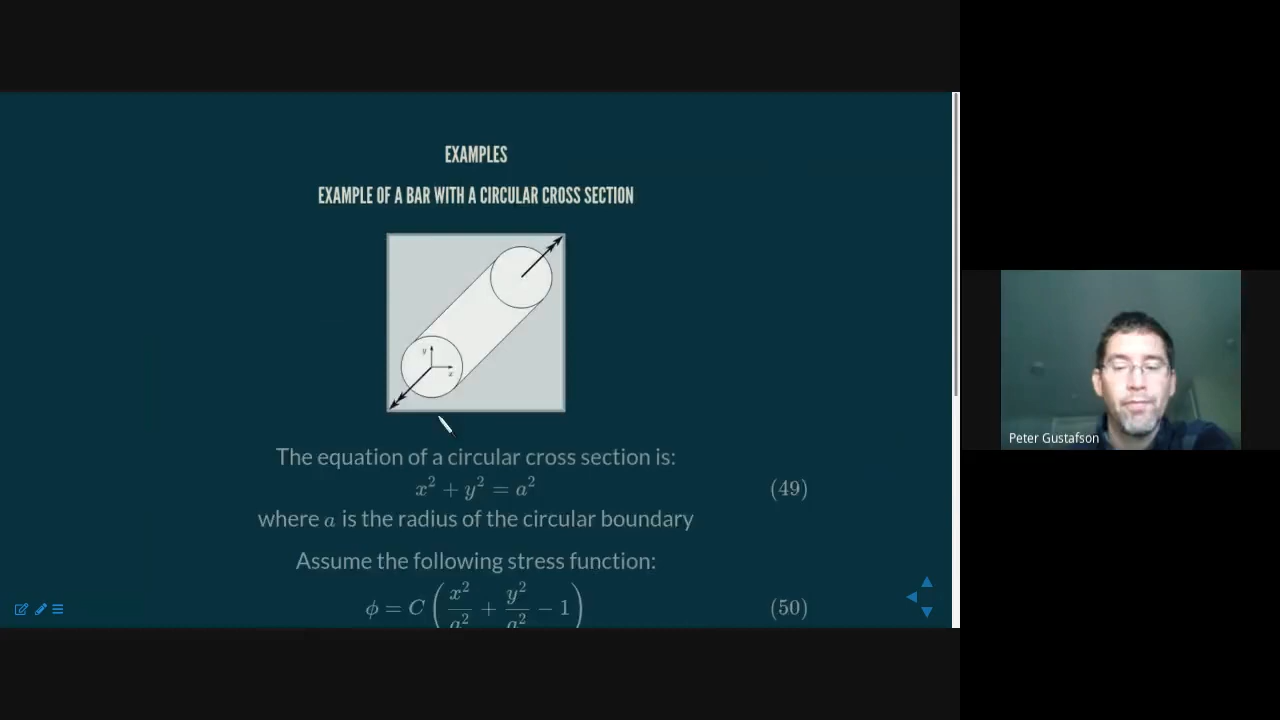 EXAMPLES
EXAMPLE OF A BAR WITH A CIRCULAR CROSS SECTION
y
x
The equation of a circular cross section is:
x² + y² = a² (49)
where a is the radius of the circular boundary
Assume the following stress function:
ϕ = C (x²/a² + y²/a² − 1) (50)
Peter Gustafson